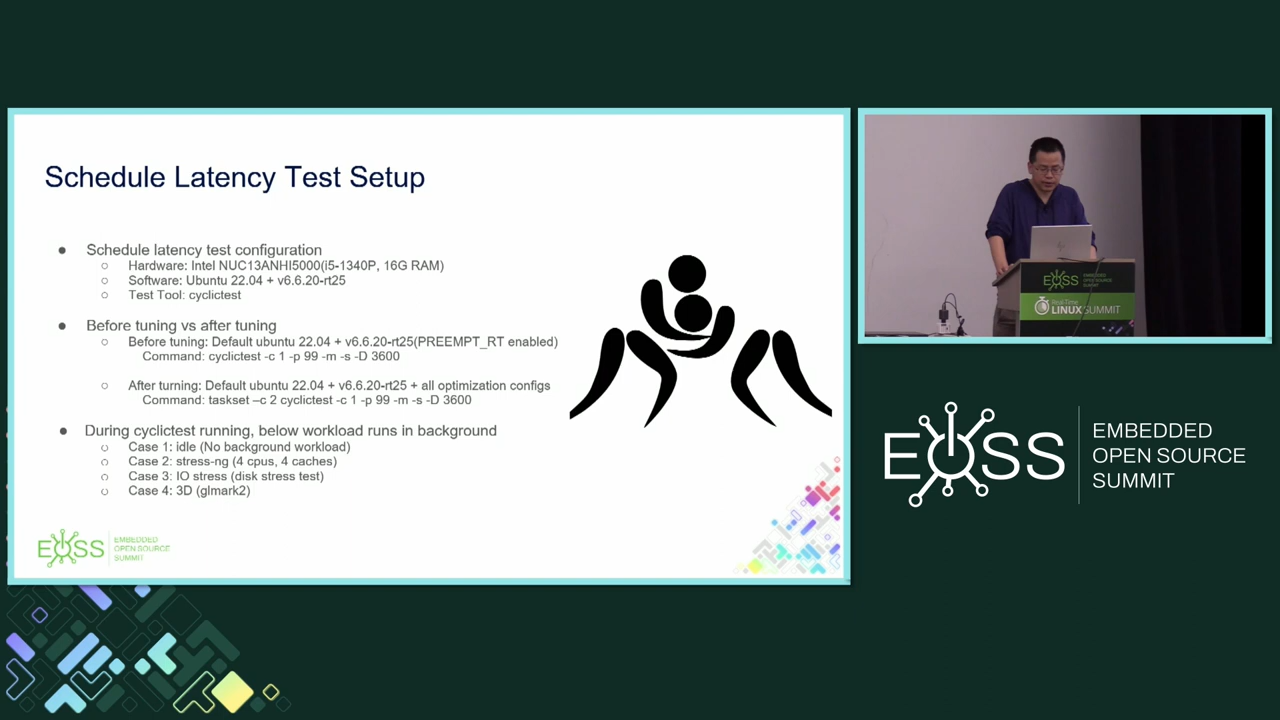 Schedule Latency Test Setup
● Schedule latency test configuration
○ Hardware: Intel NUC13ANHI5000(i5-1340P, 16G RAM)
○ Software: Ubuntu 22.04 + v6.6.20-rt25
○ Test Tool: cyclictest
● Before tuning vs after tuning
○ Before tuning: Default ubuntu 22.04 + v6.6.20-rt25(PREEMPT_RT enabled)
Command: cyclictest -c 1 -p 99 -m -s -D 3600
○ After turning: Default ubuntu 22.04 + v6.6.20-rt25 + all optimization configs
Command: taskset –c 2 cyclictest -c 1 -p 99 -m -s -D 3600
● During cyclictest running, below workload runs in background
○ Case 1: idle (No background workload)
○ Case 2: stress-ng (4 cpus, 4 caches)
○ Case 3: IO stress (disk stress test)
○ Case 4: 3D (glmark2)
EOSS
EMBEDDED
OPEN SOURCE
SUMMIT
EOSS
Real-Time
LINUX SUMMIT
EOSS
EMBEDDED
OPEN SOURCE
SUMMIT